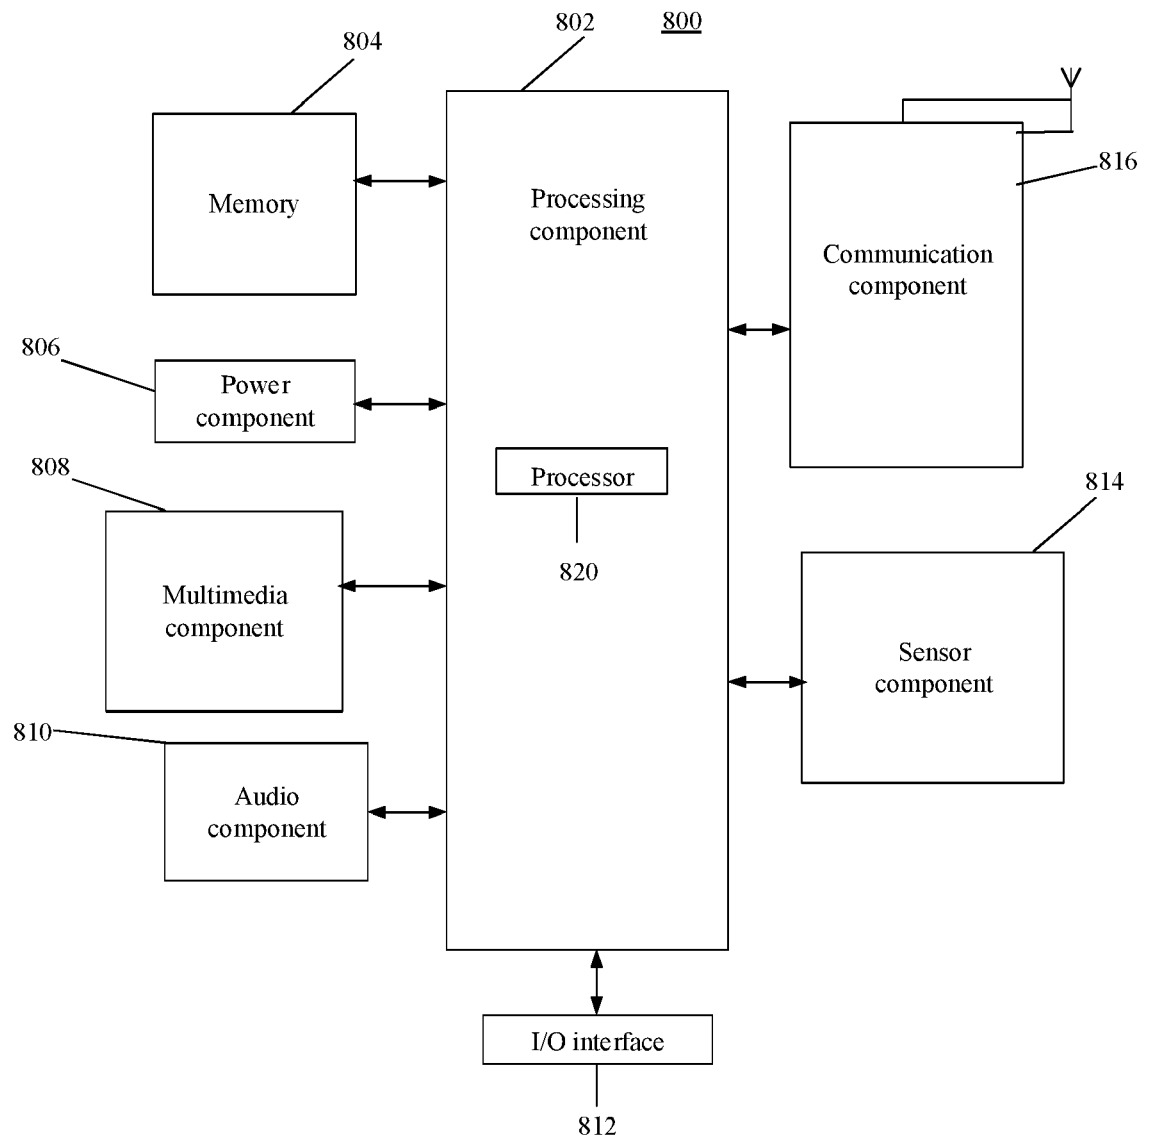 802
800
804
816
Memory
Processing
component
Communication
component
806
Power
component
808
Processor
814
820
Multimedia
component
Sensor
component
810
Audio
component
I/O interface
812